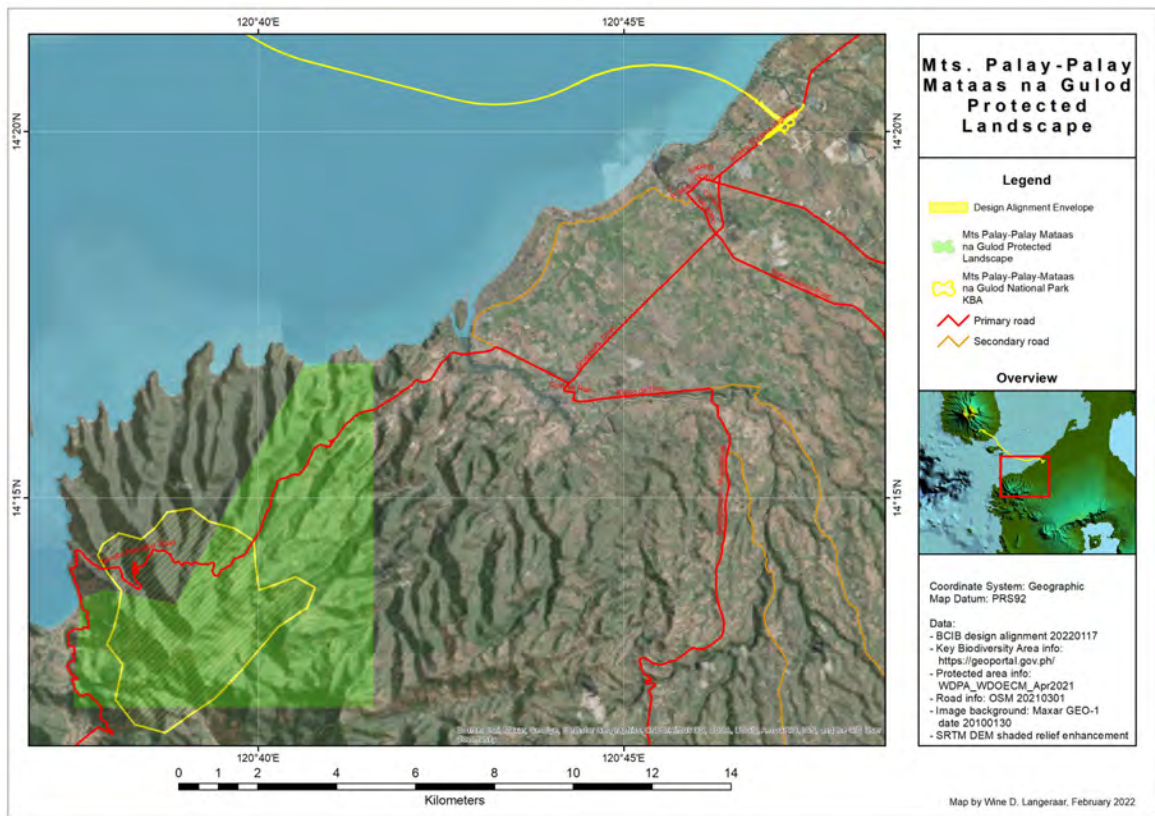 120°40'E
120°45'E
14°20'N
14°20'N
14°15'N
14°15'N
120°40'E
120°45'E
0 1 2 4 6 8 10 12 14
Kilometers
Mts. Palay-Palay
Mataas na Gulod
Protected
Landscape
Legend
Design Alignment Envelope
Mts Palay-Palay Mataas
na Gulod Protected
Landscape
Mts Palay-Palay-Mataas
na Gulod National Park
KBA
Primary road
Secondary road
Overview
Coordinate System: Geographic
Map Datum: PRS92
Data:
- BCIB design alignment 20220117
- Key Biodiversity Area info:
https://geoportal.gov.ph/
- Protected area info:
WDPA_WDOECM_Apr2021
- Road info: OSM 20210301
- Image background: Maxar GEO-1
date 20100130
- SRTM DEM shaded relief enhancement
Map by Wine D. Langeraar, February 2022